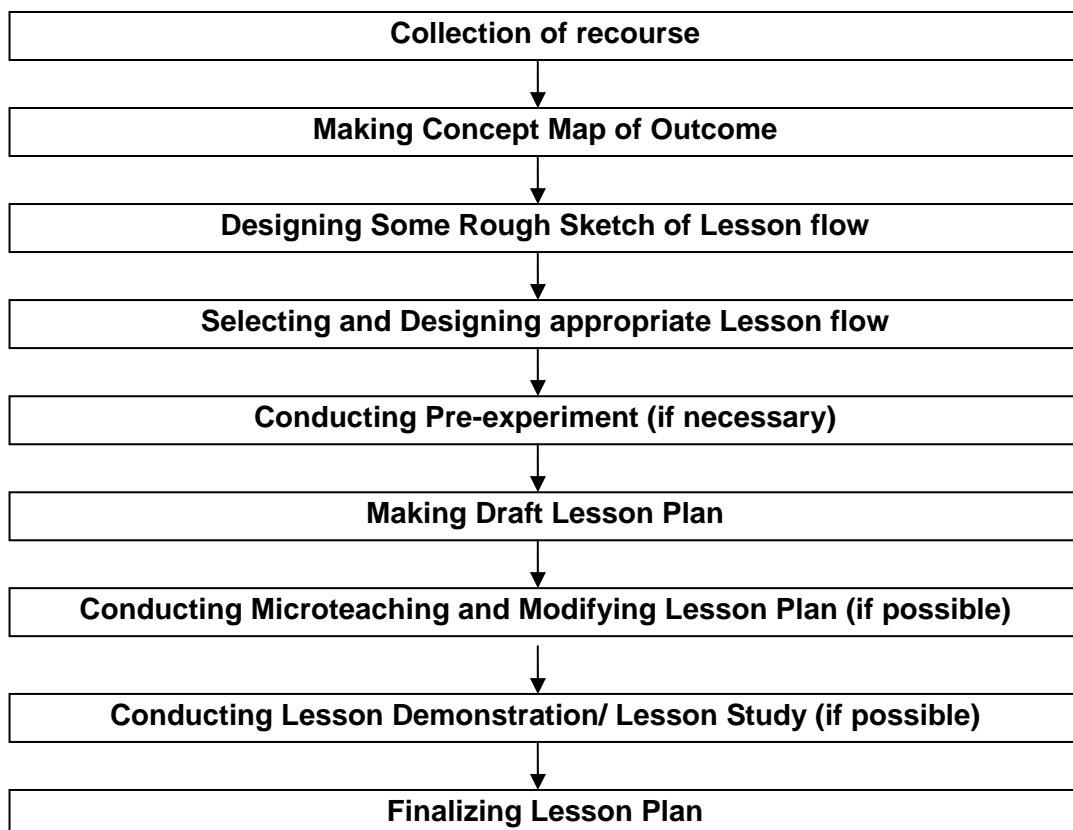 Collection of recourse
Making Concept Map of Outcome
Designing Some Rough Sketch of Lesson flow
Selecting and Designing appropriate Lesson flow
Conducting Pre-experiment (if necessary)
Making Draft Lesson Plan
Conducting Microteaching and Modifying Lesson Plan (if possible)
Conducting Lesson Demonstration/ Lesson Study (if possible)
Finalizing Lesson Plan